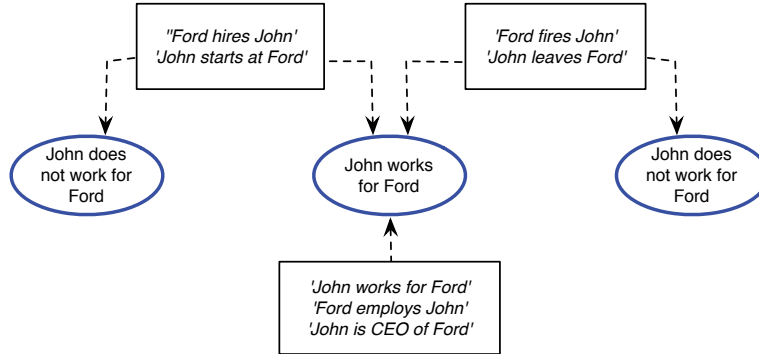 "Ford hires John'
'John starts at Ford'
'Ford fires John'
'John leaves Ford'
John does
not work for
Ford
John works
for Ford
John does
not work for
Ford
'John works for Ford'
'Ford employs John'
'John is CEO of Ford'